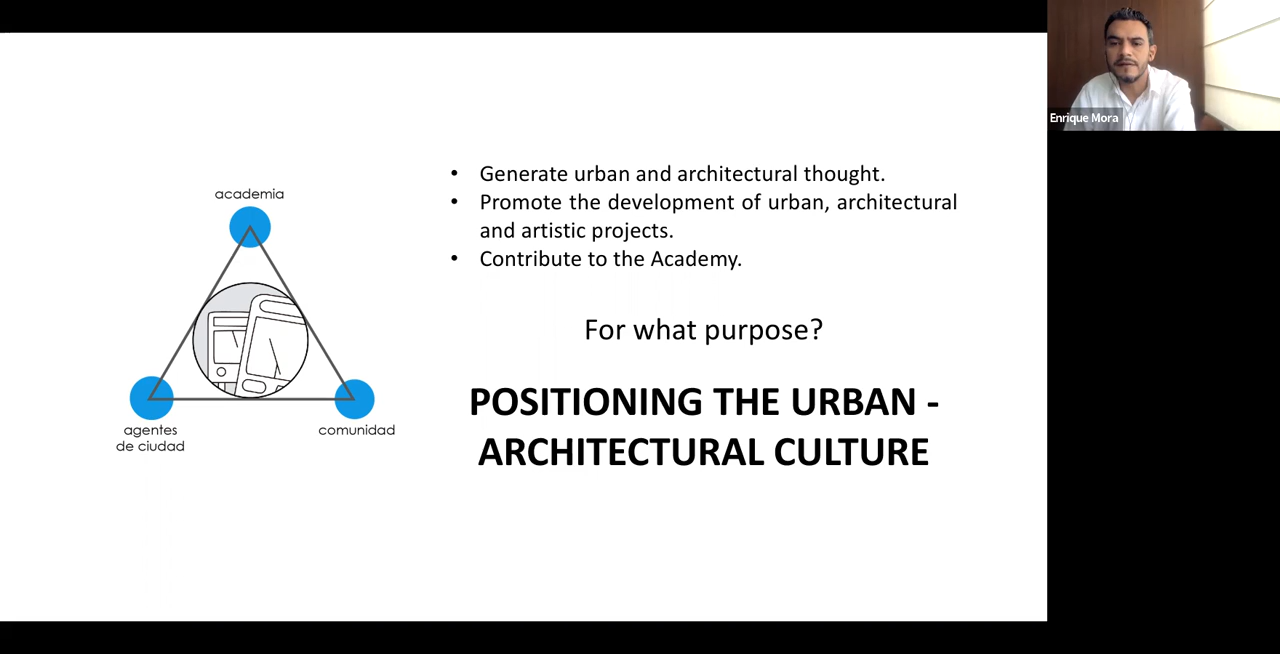 academia
agentes
de ciudad
comunidad
• Generate urban and architectural thought.
• Promote the development of urban, architectural
and artistic projects.
• Contribute to the Academy.
For what purpose?
POSITIONING THE URBAN -
ARCHITECTURAL CULTURE
Enrique Mora